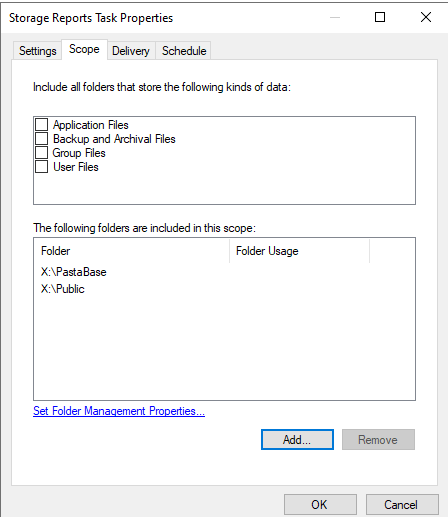 Storage Reports Task Properties
Settings Scope Delivery Schedule
Include all folders that store the following kinds of data:
Application Files
Backup and Archival Files
Group Files
User Files
The following folders are included in this scope:
Folder Folder Usage
X:\PastaBase
X:\Public
Set Folder Management Properties...
Add... Remove
OK Cancel